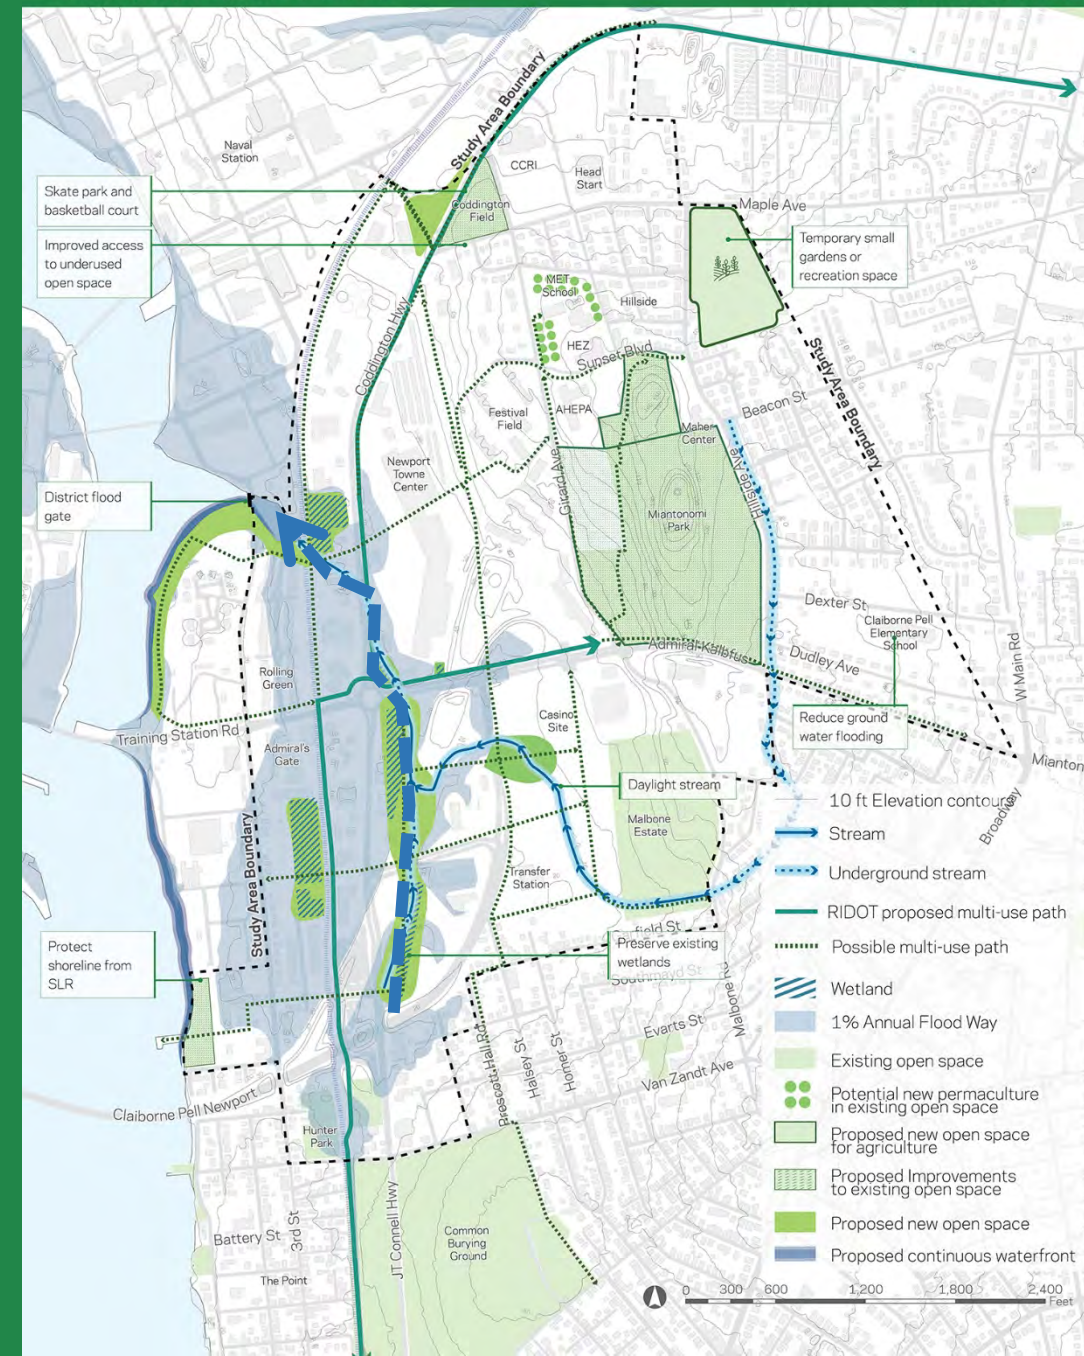 Study Area Boundary
Naval
Station
CCRI
Head
Start
Skate park and
basketball court
Coddington
Field
Maple Ave
Improved access
to underused
open space
Temporary small
gardens or
recreation space
MET
School
Hillside
Coddington Hwy
HEZ
Sunset Blvd
Study Area Boundary
Beacon St
Festival
Field
AHEPA
Maher
Center
Newport
Towne
Center
Girard Ave
Hillside Ave
District flood
gate
Miantonomi
Park
Dexter St
Claiborne Pell
Elementary
School
Admiral Kalbfus
Dudley Ave
W Main Rd
Rolling
Green
Casino
Site
Reduce ground
water flooding
Training Station Rd
Admiral's
Gate
Mianton
Daylight stream
10 ft Elevation contours
Broadway
Malbone
Estate
Stream
Study Area Boundary
Transfer
Station
Underground stream
RIDOT proposed multi-use path
Protect
shoreline from
SLR
Preserve existing
wetlands
Possible multi-use path
Southmayd St
Malbone Rd
Wetland
Evarts St
1% Annual Flood Way
Prescott Hall Rd
Halsey St
Homer St
Van Zandt Ave
Existing open space
Potential new permaculture
in existing open space
Claiborne Pell Newport
Hunter
Park
Proposed new open space
for agriculture
Proposed Improvements
to existing open space
JT Connell Hwy
3rd St
Battery St
Common
Burying
Ground
Proposed new open space
Proposed continuous waterfront
The Point
0 300 600 1,200 1,800 2,400
Feet